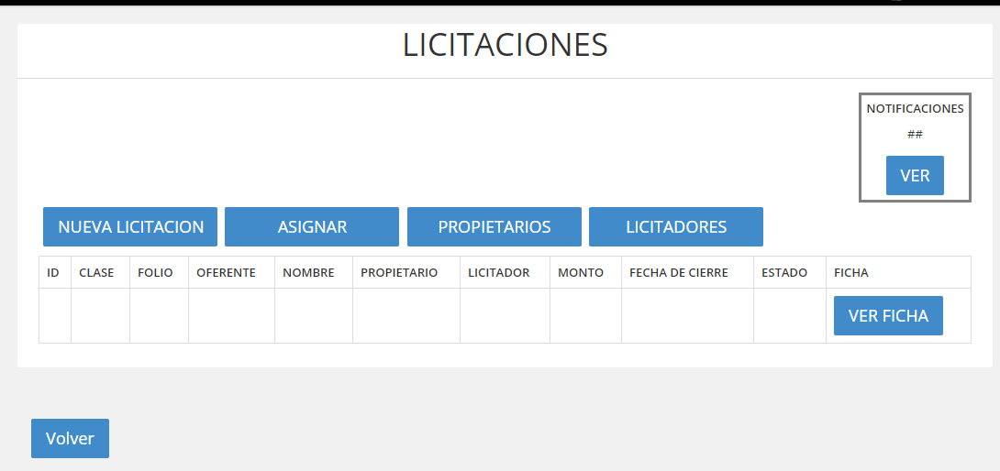 LICITACIONES
NOTIFICACIONES
##
VER
NUEVA LICITACION ASIGNAR PROPIETARIOS LICITADORES
ID CLASE FOLIO OFERENTE NOMBRE PROPIETARIO LICITADOR MONTO FECHA DE CIERRE ESTADO FICHA
VER FICHA
Volver